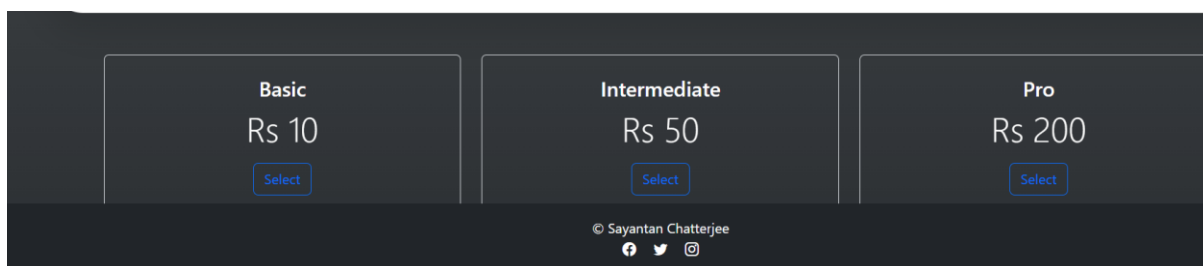 Basic
Rs 10
Select
Intermediate
Rs 50
Select
Pro
Rs 200
Select
© Sayantan Chatterjee